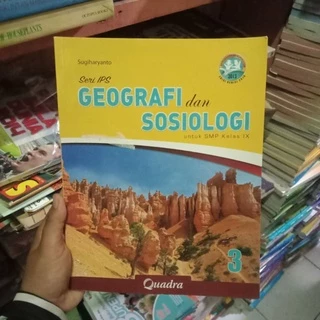 Sugiharyanto
Seri IPS
GEOGRAFI dan
SOSIOLOGI
untuk SMP Kelas IX
3
Quadra